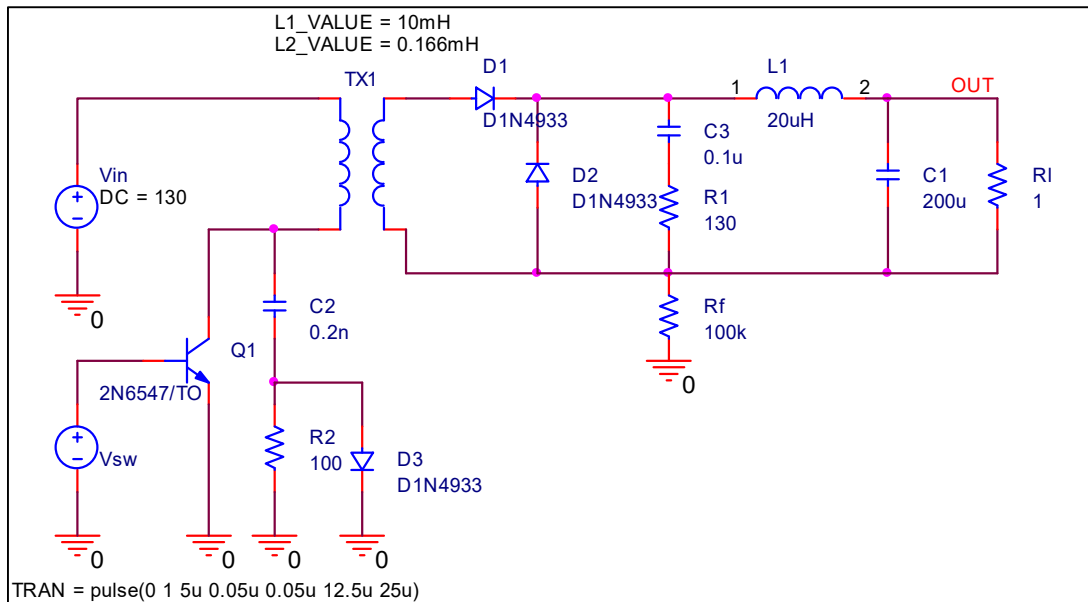 L1_VALUE = 10mH
L2_VALUE = 0.166mH
TX1
D1
D1N4933
1
L1
2
20uH
OUT
Vin
DC = 130
0
C3
0.1u
D2
D1N4933
R1
130
C1
200u
Rl
1
C2
0.2n
Rf
100k
0
Q1
2N6547/TO
Vsw
R2
100
D3
D1N4933
0
0
0
0
TRAN = pulse(0 1 5u 0.05u 0.05u 12.5u 25u)